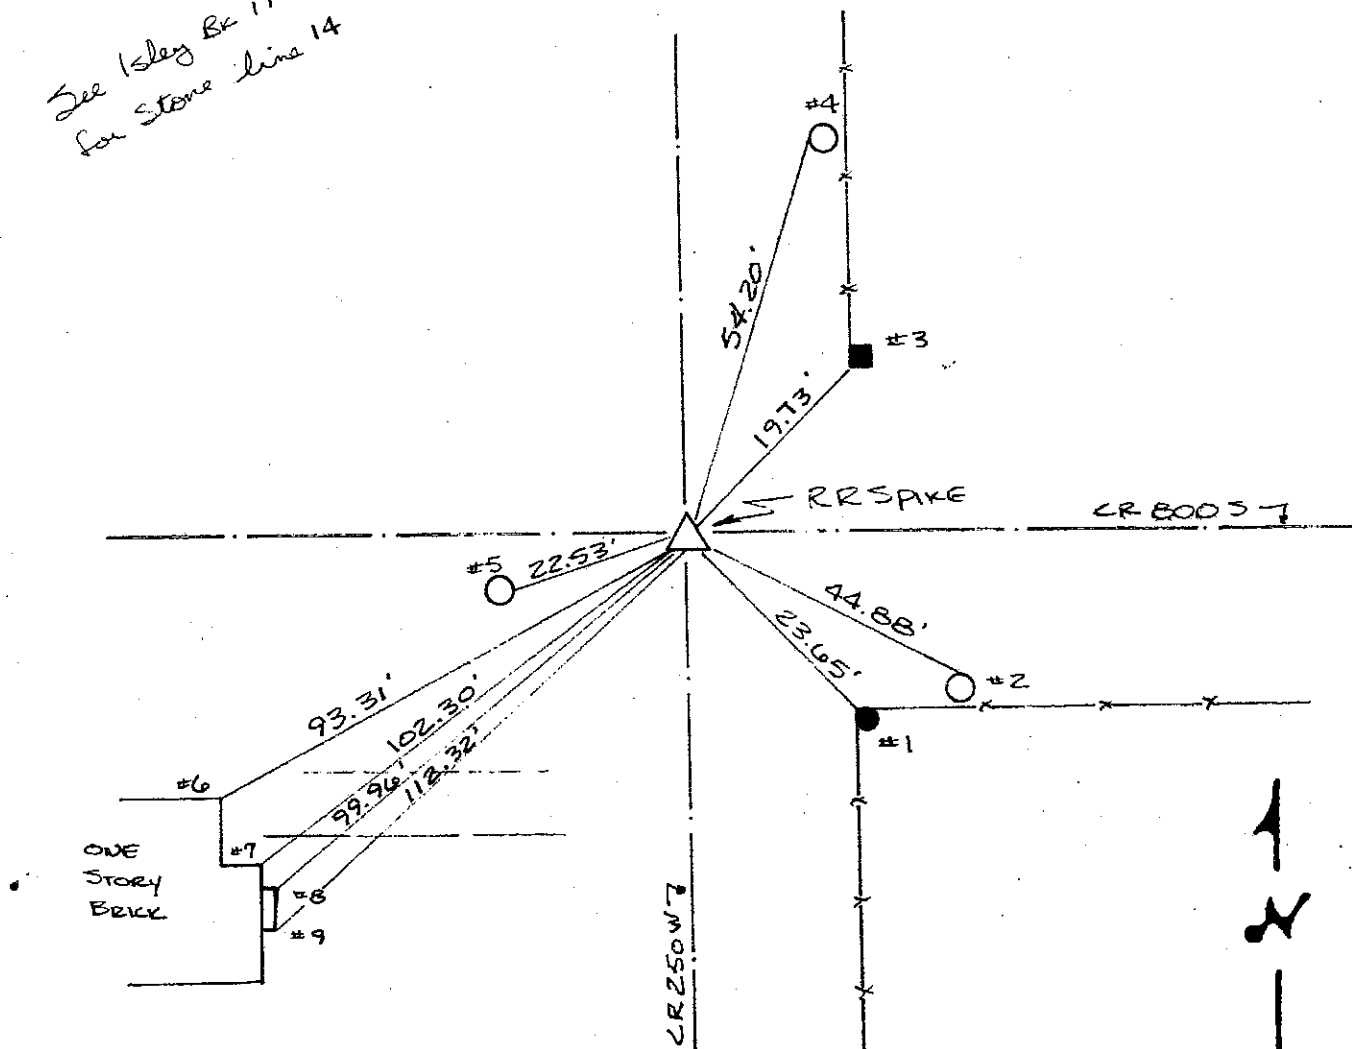 See Isley Bk 11
for Stone line 14
#4
54.20'
#3
19.73'
RR SPIKE
CR 800 S
#5
22.53'
44.88'
23.65'
#2
#1
93.31'
102.30'
99.96'
112.32'
#6
#7
ONE
STORY
BRICK
#8
#9
CR 250 W
N